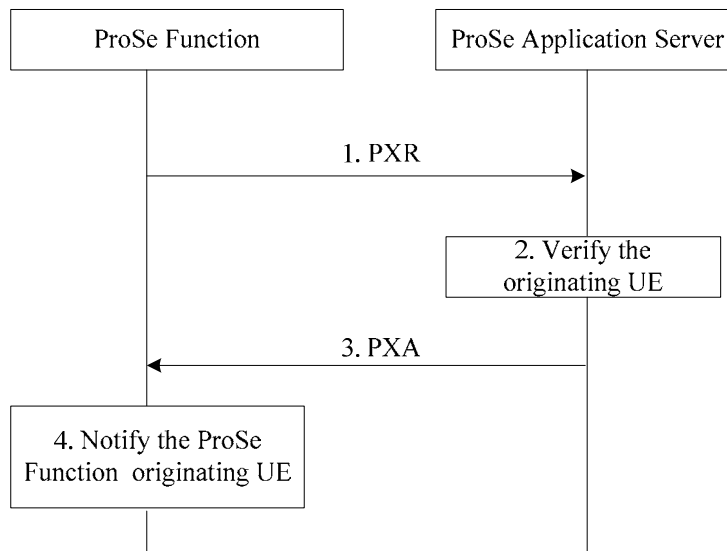 ProSe Function
ProSe Application Server
1. PXR
2. Verify the
originating UE
3. PXA
4. Notify the ProSe
Function originating UE